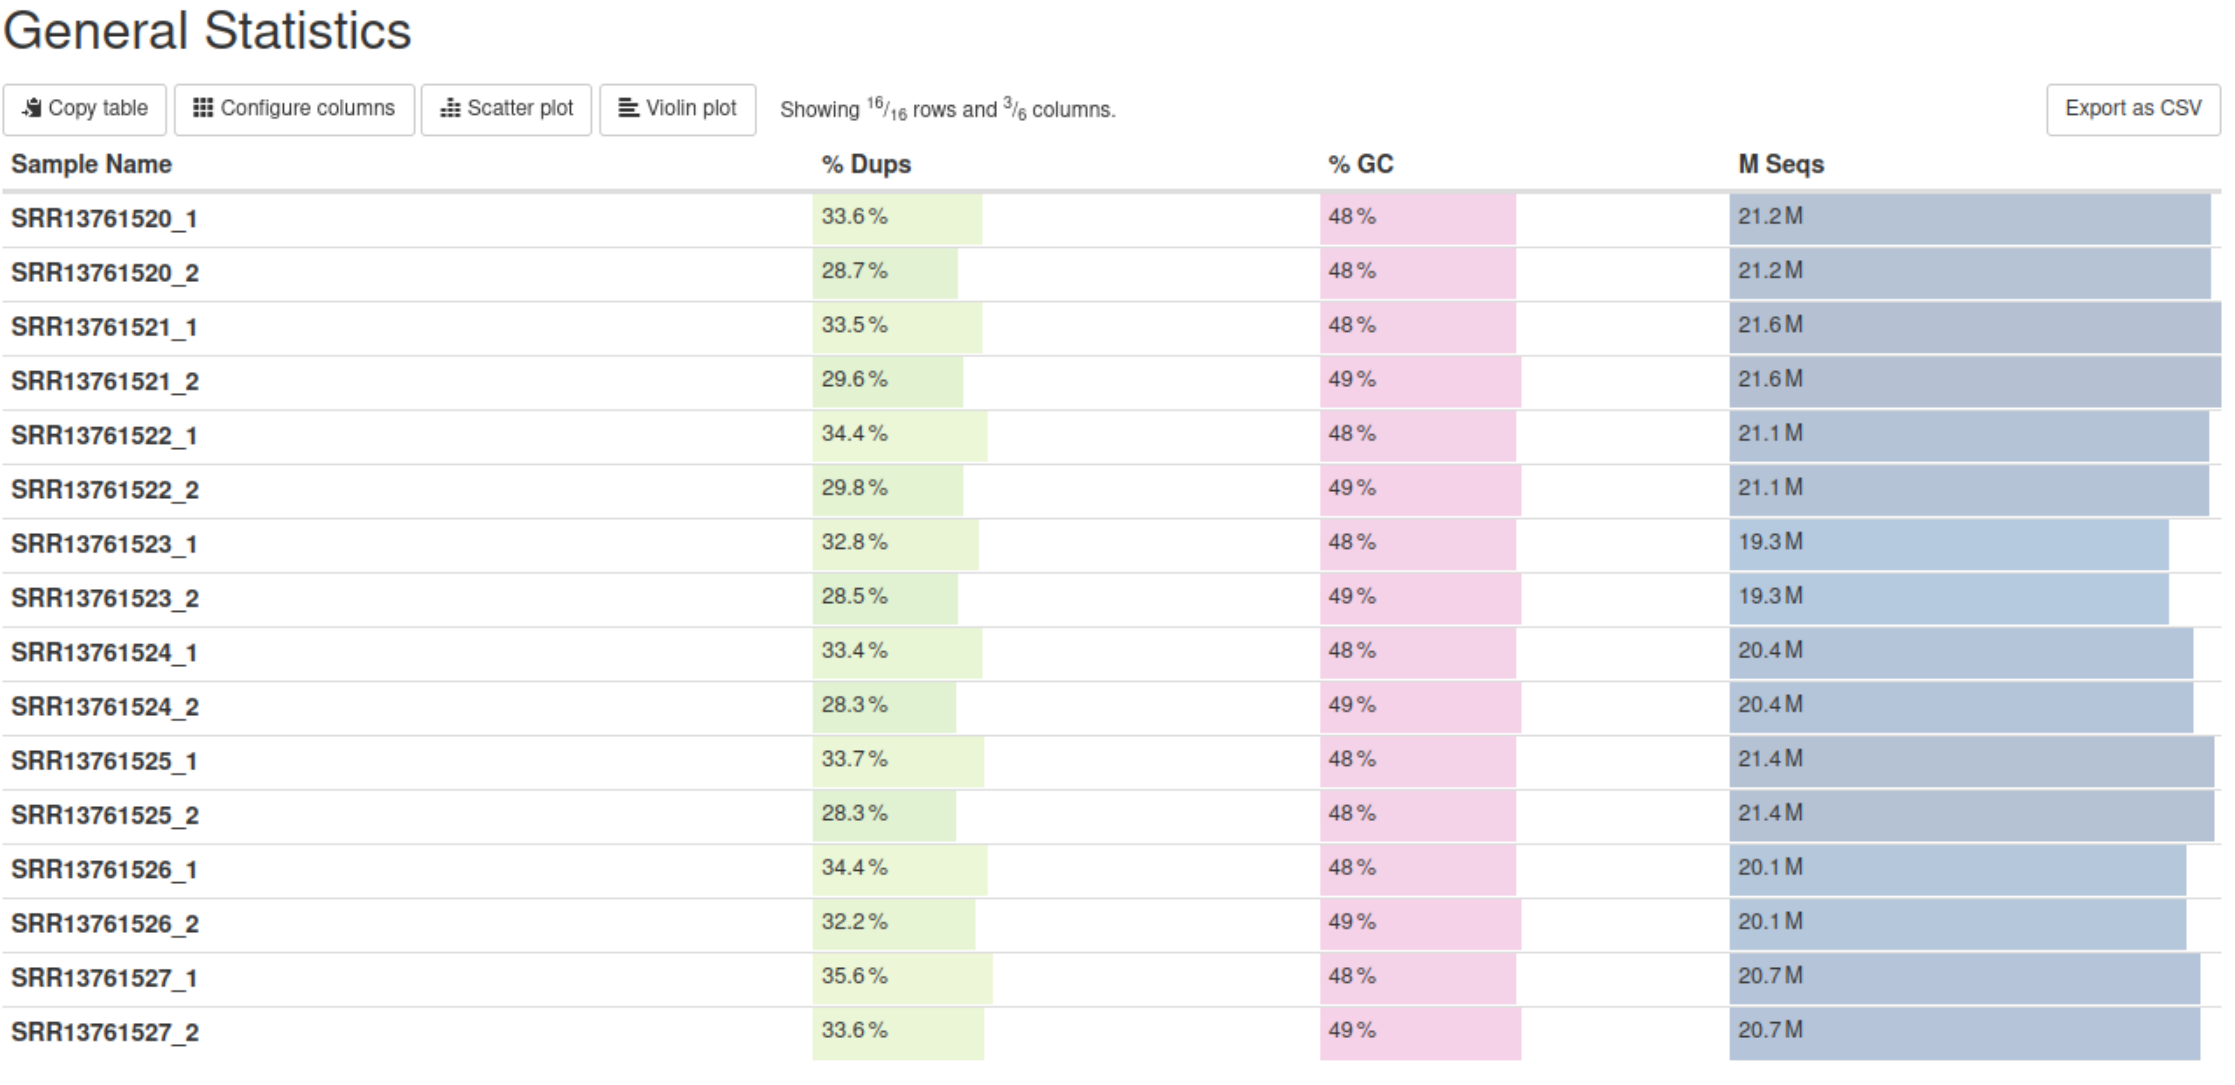 General Statistics
Copy table Configure columns Scatter plot Violin plot Showing 16/16 rows and 3/6 columns. Export as CSV
Sample Name % Dups % GC M Seqs
SRR13761520_1 33.6% 48% 21.2M
SRR13761520_2 28.7% 48% 21.2M
SRR13761521_1 33.5% 48% 21.6M
SRR13761521_2 29.6% 49% 21.6M
SRR13761522_1 34.4% 48% 21.1M
SRR13761522_2 29.8% 49% 21.1M
SRR13761523_1 32.8% 48% 19.3M
SRR13761523_2 28.5% 49% 19.3M
SRR13761524_1 33.4% 48% 20.4M
SRR13761524_2 28.3% 49% 20.4M
SRR13761525_1 33.7% 48% 21.4M
SRR13761525_2 28.3% 48% 21.4M
SRR13761526_1 34.4% 48% 20.1M
SRR13761526_2 32.2% 49% 20.1M
SRR13761527_1 35.6% 48% 20.7M
SRR13761527_2 33.6% 49% 20.7M